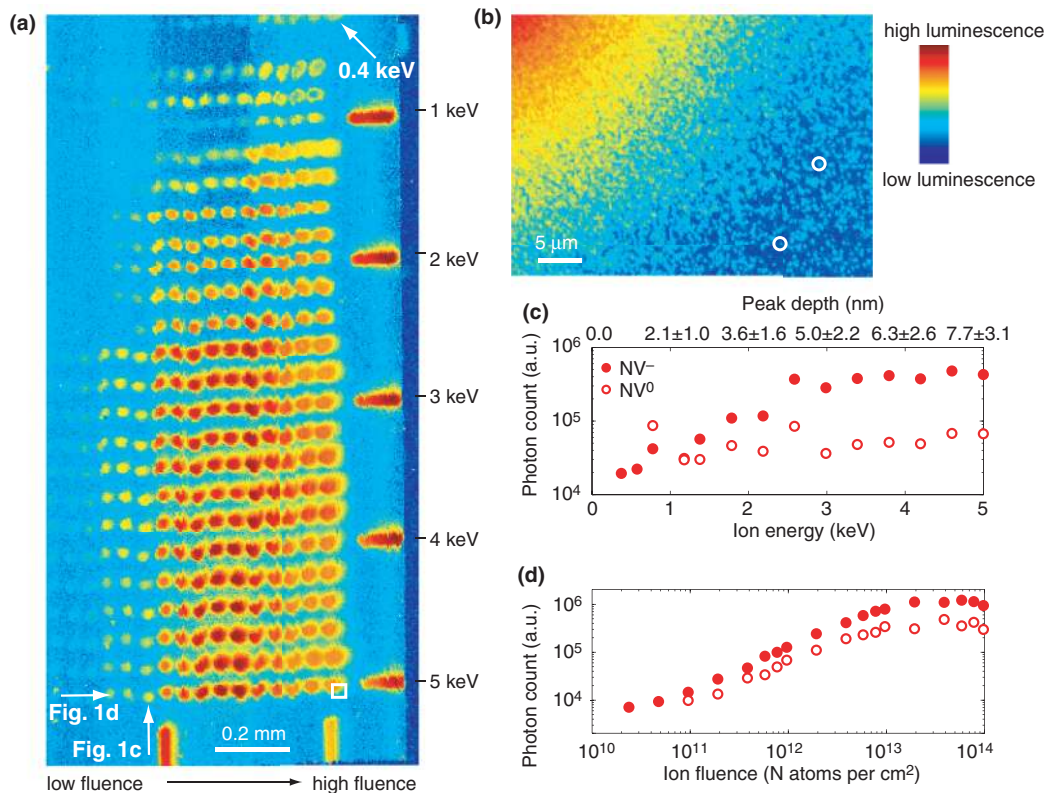 (a)
0.4 keV
1 keV
2 keV
3 keV
4 keV
5 keV
Fig. 1d
Fig. 1c
0.2 mm
low fluence
high fluence
(b)
5 µm
high luminescence
low luminescence
(c)
Peak depth (nm)
0.0 2.1±1.0 3.6±1.6 5.0±2.2 6.3±2.6 7.7±3.1
Photon count (a.u.)
10⁶
10⁵
10⁴
NV⁻
NV⁰
0 1 2 3 4 5
Ion energy (keV)
(d)
Photon count (a.u.)
10⁶
10⁵
10⁴
10¹⁰ 10¹¹ 10¹² 10¹³ 10¹⁴
Ion fluence (N atoms per cm²)